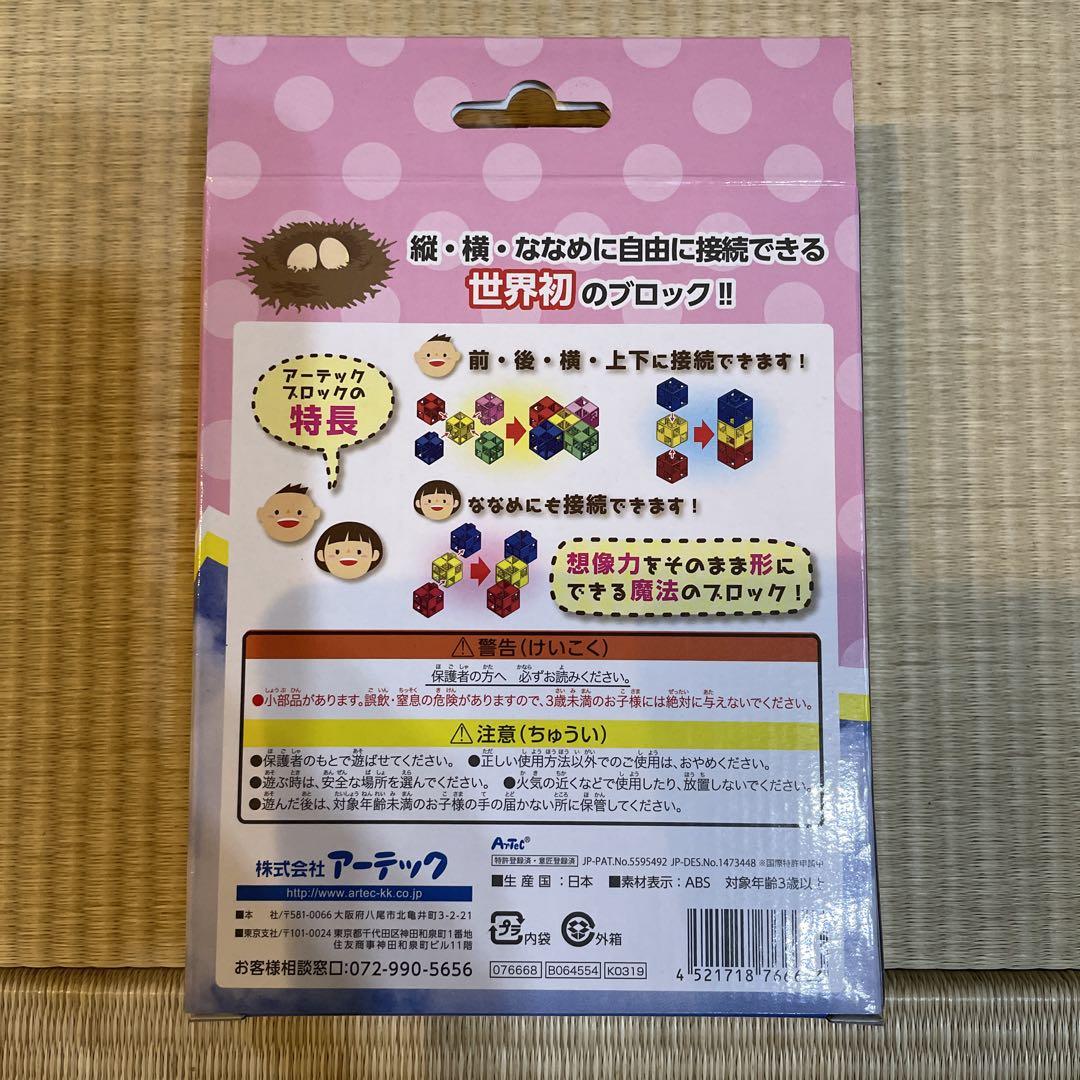 縦・横・ななめに自由に接続できる
世界初のブロック!!
アーテック
ブロックの
特長
前・後・横・上下に接続できます!
ななめにも接続できます!
想像力をそのまま形に
できる魔法のブロック!
⚠警告(けいこく)
保護者の方へ 必ずお読みください。
●小部品があります。誤飲・窒息の危険がありますので、3歳未満のお子様には絶対に与えないでください。
⚠注意(ちゅうい)
●保護者のもとで遊ばせてください。 ●正しい使用方法以外でのご使用は、おやめください。
●遊ぶ時は、安全な場所を選んでください。 ●火気の近くなどで使用したり、放置しないでください。
●遊んだ後は、対象年齢未満のお子様の手の届かない所に保管してください。
株式会社 アーテック
http://www.artec-kk.co.jp
■本 社/〒581-0066 大阪府八尾市北亀井町3-2-21
■東京支社/〒101-0024 東京都千代田区神田和泉町1番地
住友商事神田和泉町ビル11階
お客様相談窓口:072-990-5656
ArTeC®
特許登録済・意匠登録済 JP-PAT.No.5595492 JP-DES.No.1473448 ※国際特許申請中
■生産国:日本 ■素材表示:ABS 対象年齢3歳以上
プラ 内袋 外箱
076668 B064554 K0319
4 521718 7666